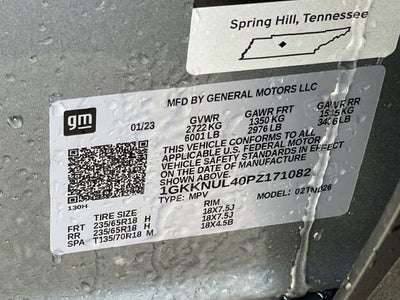 Spring Hill, Tennessee
gm
MFD BY GENERAL MOTORS LLC
01/23 GVWR GAWR FRT GAWR RR
2722 KG 1350 KG
6001 LB 2976 LB
THIS VEHICLE CONFORMS TO ALL
APPLICABLE U.S. FEDERAL MOTOR
VEHICLE SAFETY STANDARDS IN EFFECT
ON THE DATE OF MANUFACTURE
1GKKNUL40PZ171082
TYPE: MPV MODEL:
130H
TIRE SIZE RIM
FRT 235/65R18 H 18X7.5J
RR 235/65R18 H 18X7.5J
SPA T135/70R18 M 18X4.5B